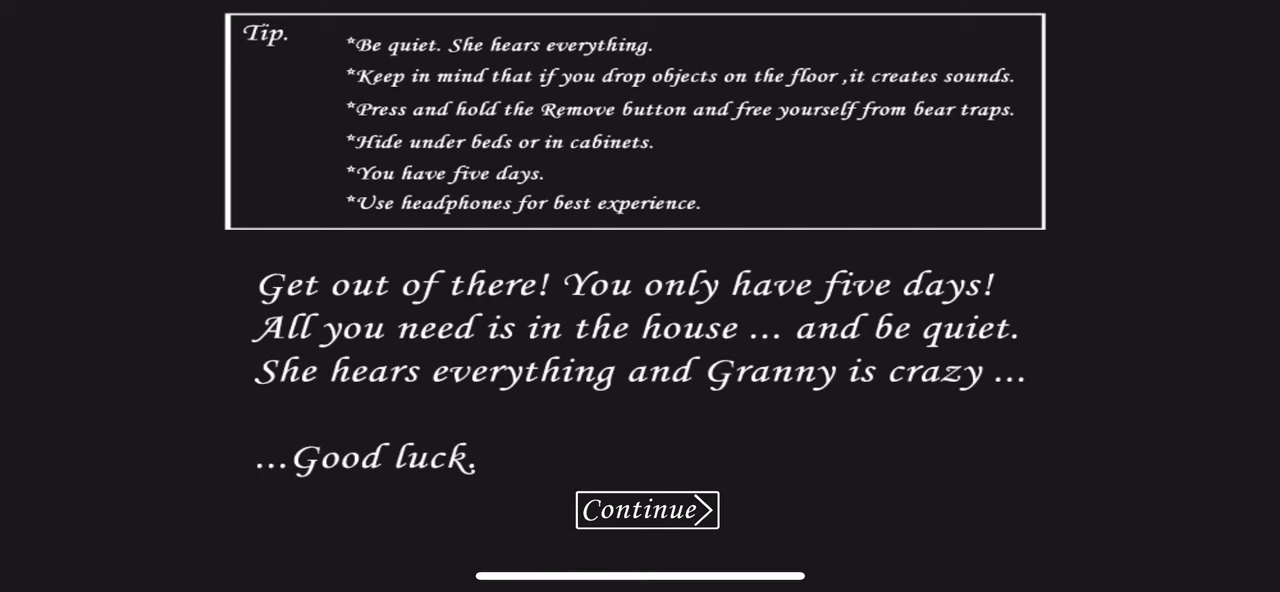 Tip.
*Be quiet. She hears everything.
*Keep in mind that if you drop objects on the floor ,it creates sounds.
*Press and hold the Remove button and free yourself from bear traps.
*Hide under beds or in cabinets.
*You have five days.
*Use headphones for best experience.
Get out of there! You only have five days!
All you need is in the house ... and be quiet.
She hears everything and Granny is crazy ...
...Good luck.
Continue